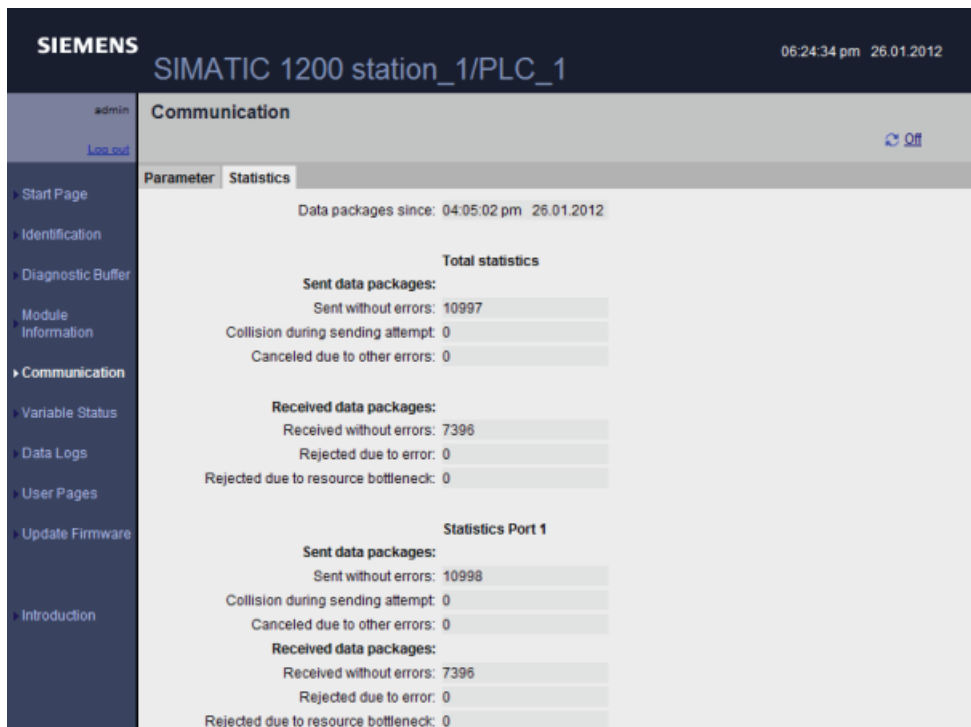 SIEMENS
SIMATIC 1200 station_1/PLC_1
06:24:34 pm 26.01.2012
admin
Log out
Communication
Off
Start Page
Identification
Diagnostic Buffer
Module
Information
Communication
Variable Status
Data Logs
User Pages
Update Firmware
Introduction
Parameter Statistics
Data packages since: 04:05:02 pm 26.01.2012
Total statistics
Sent data packages:
Sent without errors: 10997
Collision during sending attempt: 0
Canceled due to other errors: 0
Received data packages:
Received without errors: 7396
Rejected due to error: 0
Rejected due to resource bottleneck: 0
Statistics Port 1
Sent data packages:
Sent without errors: 10998
Collision during sending attempt: 0
Canceled due to other errors: 0
Received data packages:
Received without errors: 7396
Rejected due to error: 0
Rejected due to resource bottleneck: 0